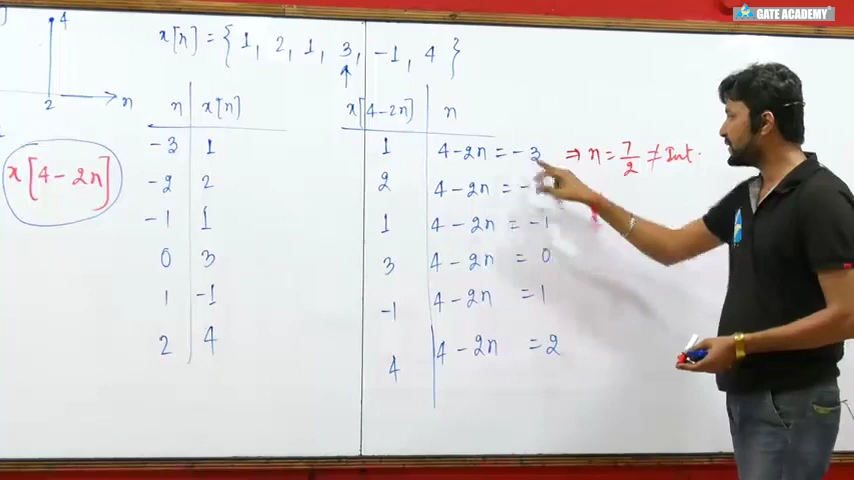 GATE ACADEMY
4
n
2
x[n] = { 1, 2, 1, 3, -1, 4 }
↑
n x[n] x[4-2n] n
-3 1 1 4-2n = -3 ⇒ n = 7/2 ≠ Int.
x[4-2n]
-2 2 2 4-2n = -
-1 1 1 4-2n = -1
0 3 3 4-2n = 0
1 -1 -1 4-2n = 1
2 4 4 4-2n = 2